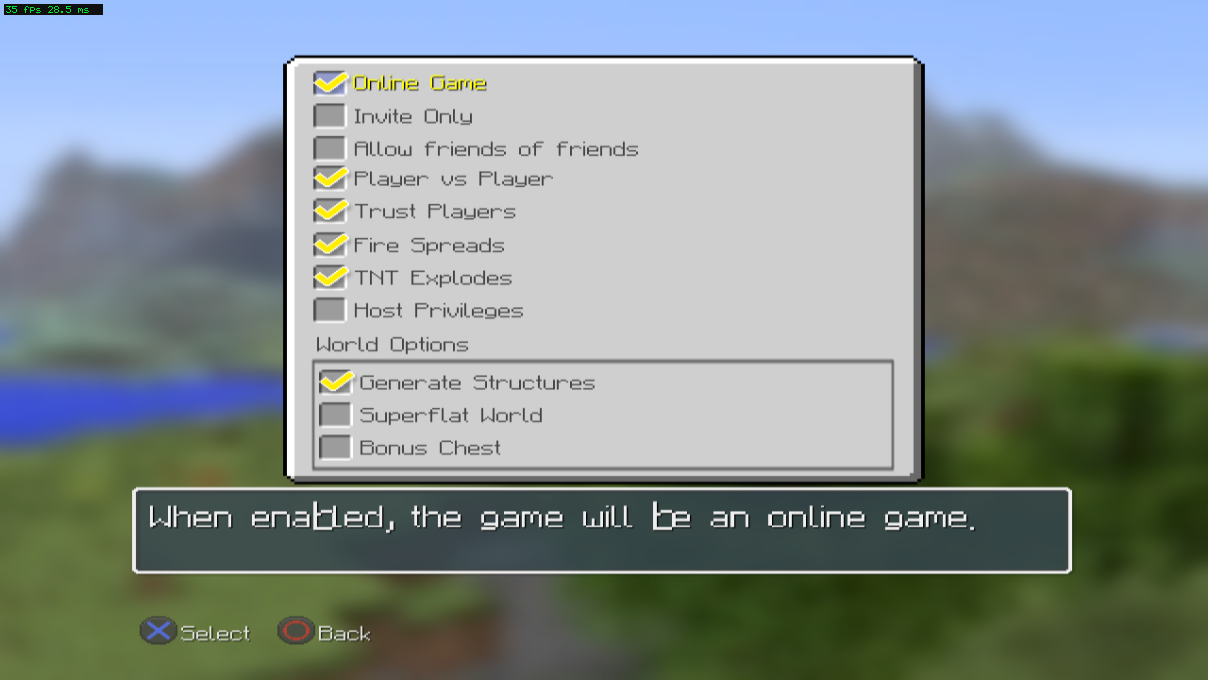 35 fps 28.5 ms
Online Game
Invite Only
Allow friends of friends
Player vs Player
Trust Players
Fire Spreads
TNT Explodes
Host Privileges
World Options
Generate Structures
Superflat World
Bonus Chest
When enabled, the game will be an online game.
Select Back